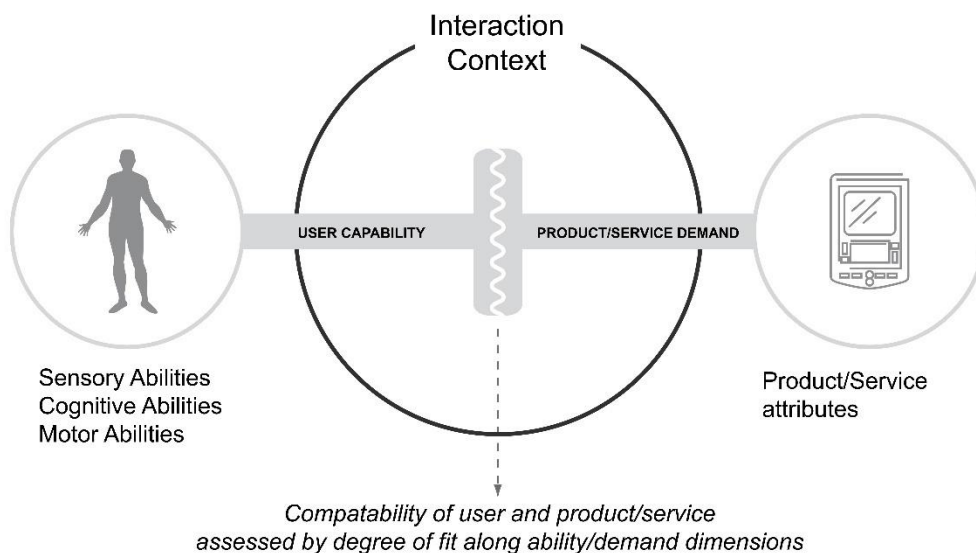 Interaction
Context
USER CAPABILITY
PRODUCT/SERVICE DEMAND
Sensory Abilities
Cognitive Abilities
Motor Abilities
Product/Service
attributes
Compatability of user and product/service
assessed by degree of fit along ability/demand dimensions